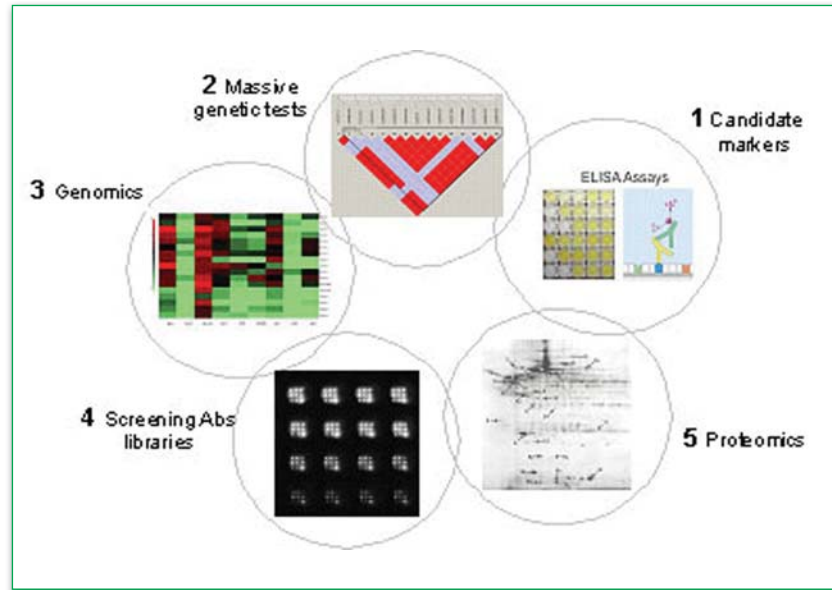 2 Massive
genetic tests
1 Candidate
markers
ELISA Assays
3 Genomics
4 Screening Abs
libraries
5 Proteomics